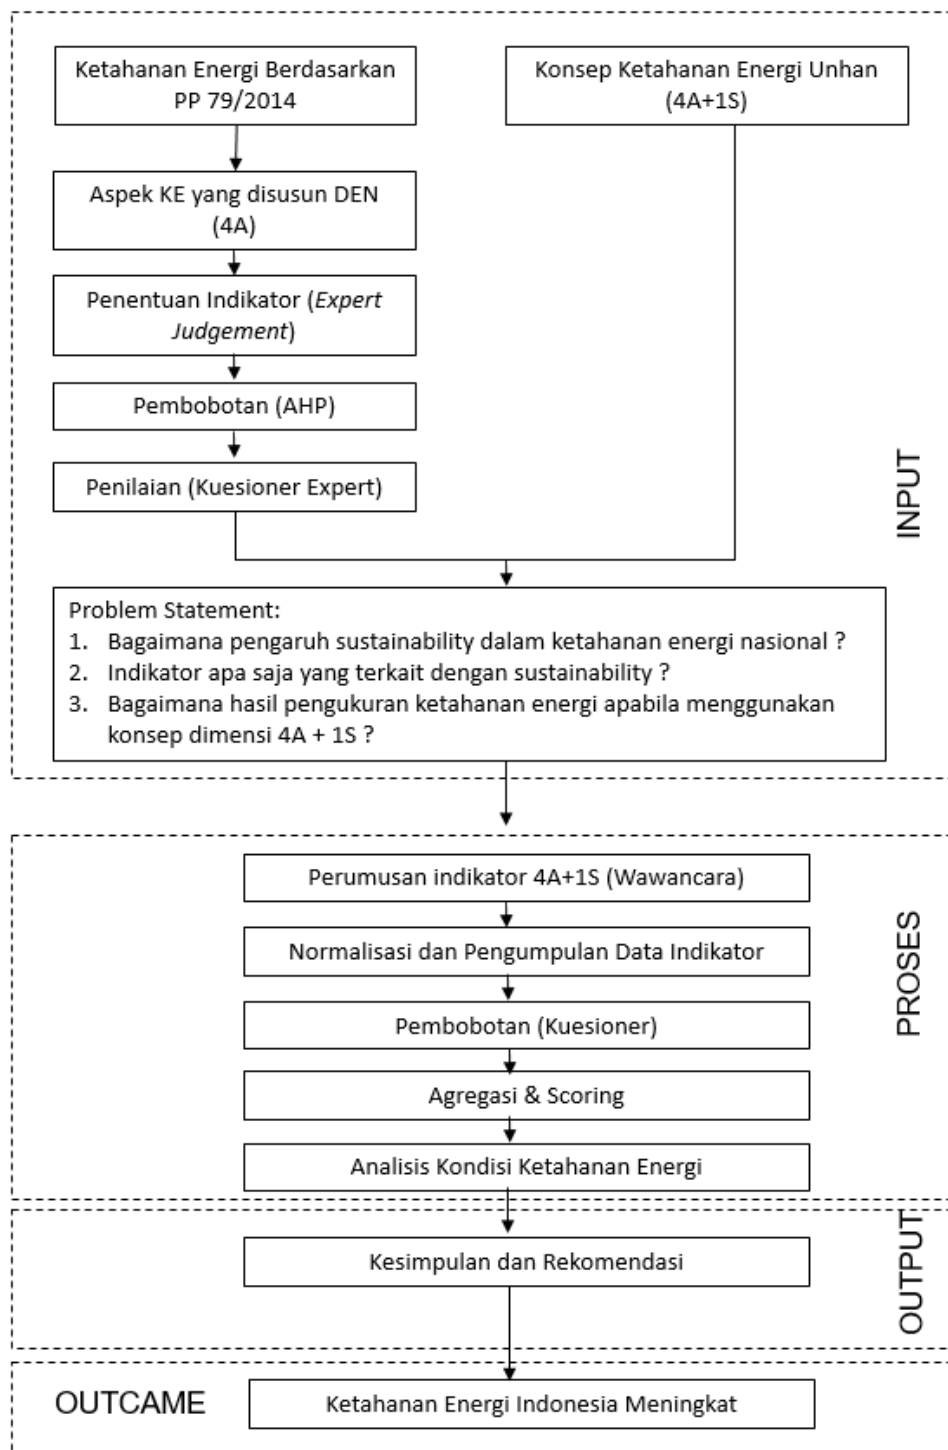 Ketahanan Energi Berdasarkan
PP 79/2014
Konsep Ketahanan Energi Unhan
(4A+1S)
Aspek KE yang disusun DEN
(4A)
Penentuan Indikator (Expert
Judgement)
Pembobotan (AHP)
Penilaian (Kuesioner Expert)
INPUT
Problem Statement:
1. Bagaimana pengaruh sustainability dalam ketahanan energi nasional ?
2. Indikator apa saja yang terkait dengan sustainability ?
3. Bagaimana hasil pengukuran ketahanan energi apabila menggunakan
konsep dimensi 4A + 1S ?
Perumusan indikator 4A+1S (Wawancara)
Normalisasi dan Pengumpulan Data Indikator
Pembobotan (Kuesioner)
Agregasi & Scoring
Analisis Kondisi Ketahanan Energi
PROSES
Kesimpulan dan Rekomendasi
OUTPUT
OUTCAME
Ketahanan Energi Indonesia Meningkat